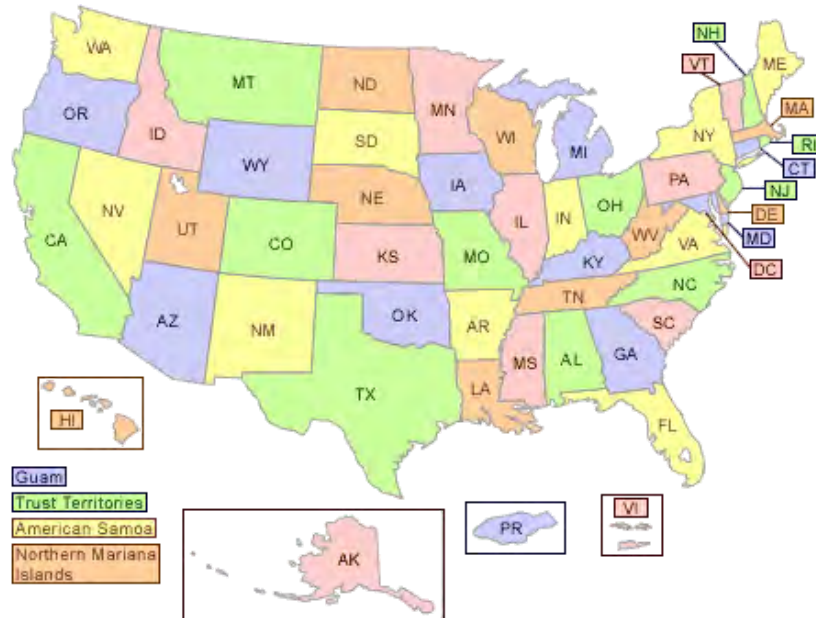 WA
MT
ND
MN
NH
VT
ME
OR
ID
SD
WI
NY
MA
RI
WY
MI
CT
IA
PA
NJ
NV
NE
IL
IN
OH
DE
UT
WV
MD
CA
CO
KS
MO
VA
KY
DC
AZ
NM
OK
AR
TN
NC
SC
TX
MS
AL
GA
LA
HI
FL
Guam
Trust Territories
American Samoa
Northern Mariana
Islands
AK
PR
VI